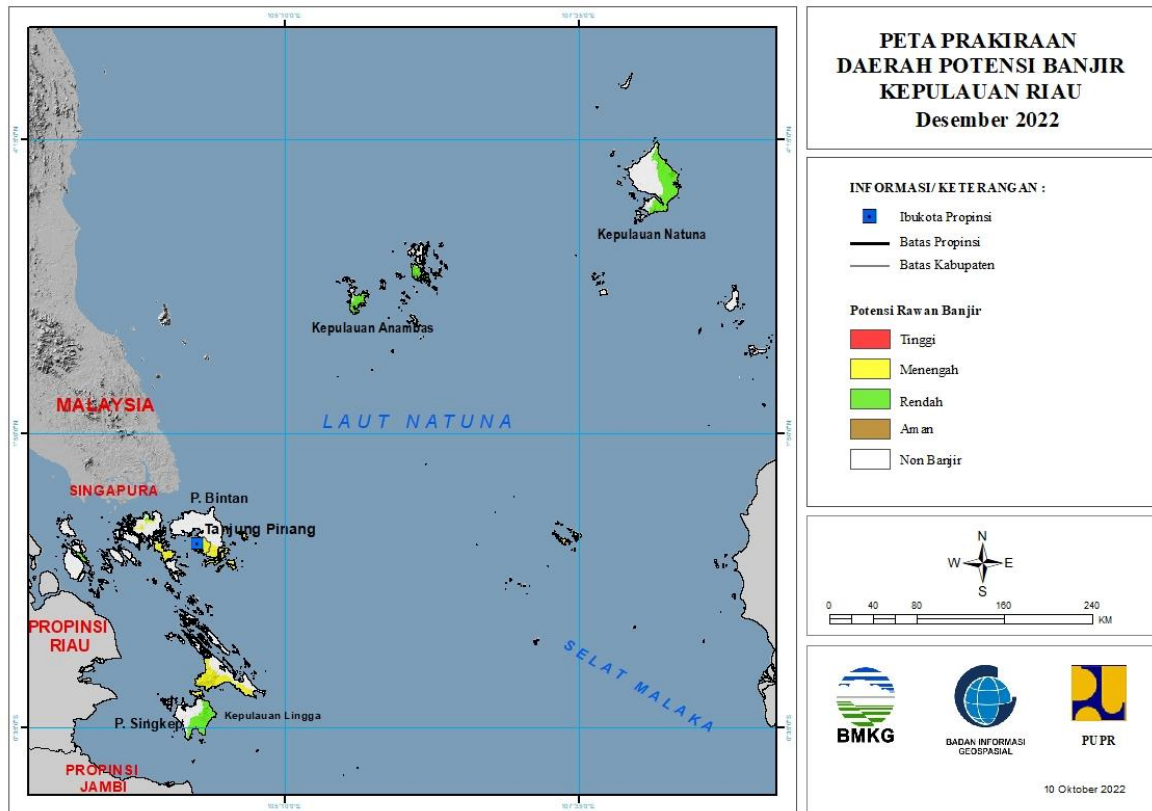 PETA PRAKIRAAN
DAERAH POTENSI BANJIR
KEPULAUAN RIAU
Desember 2022
INFORMASI/ KETERANGAN :
Ibukota Propinsi
Batas Propinsi
Batas Kabupaten
Potensi Rawan Banjir
Tinggi
Menengah
Rendah
Aman
Non Banjir
N
W E
S
0 20 40 80 160 240
KM
BMKG
BADAN INFORMASI
GEOSPASIAL
PUPR
10 Oktober 2022
Kepulauan Natuna
Kepulauan Anambas
MALAYSIA
LAUT NATUNA
SINGAPURA
P. Bintan
Tanjung Pinang
PROPINSI
RIAU
SELAT MALAKA
P. Singkep
Kepulauan Lingga
PROPINSI
JAMBI